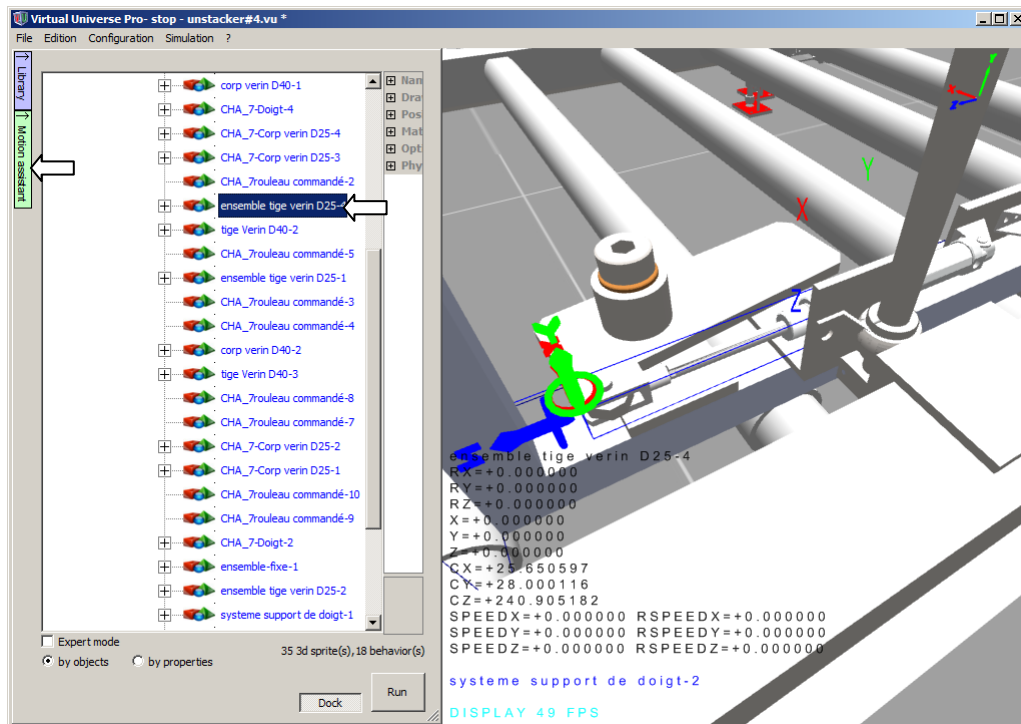 Virtual Universe Pro- stop - unstacker#4.vu *
File Edition Configuration Simulation ?
Library
Motion assistant
corp verin D40-1
CHA_7-Doigt-4
CHA_7-Corp verin D25-4
CHA_7-Corp verin D25-3
CHA_7rouleau commandé-2
ensemble tige verin D25-4
tige Verin D40-2
CHA_7rouleau commandé-5
ensemble tige verin D25-1
CHA_7rouleau commandé-3
CHA_7rouleau commandé-4
corp verin D40-2
tige Verin D40-3
CHA_7rouleau commandé-8
CHA_7rouleau commandé-7
CHA_7-Corp verin D25-2
CHA_7-Corp verin D25-1
CHA_7rouleau commandé-10
CHA_7rouleau commandé-9
CHA_7-Doigt-2
ensemble-fixe-1
ensemble tige verin D25-2
systeme support de doigt-1
Nam
Dra
Pos
Mat
Opt
Phy
Expert mode
by objects by properties
35 3d sprite(s), 18 behavior(s)
Dock
Run
X
Y
Z
X
Y
Z
ensemble tige verin D25-4
RX=+0.000000
RY=+0.000000
RZ=+0.000000
X=+0.000000
Y=+0.000000
Z=+0.000000
CX=+25.650597
CY=+28.000116
CZ=+240.905182
SPEEDX=+0.000000 RSPEEDX=+0.000000
SPEEDY=+0.000000 RSPEEDY=+0.000000
SPEEDZ=+0.000000 RSPEEDZ=+0.000000
systeme support de doigt-2
DISPLAY 49 FPS